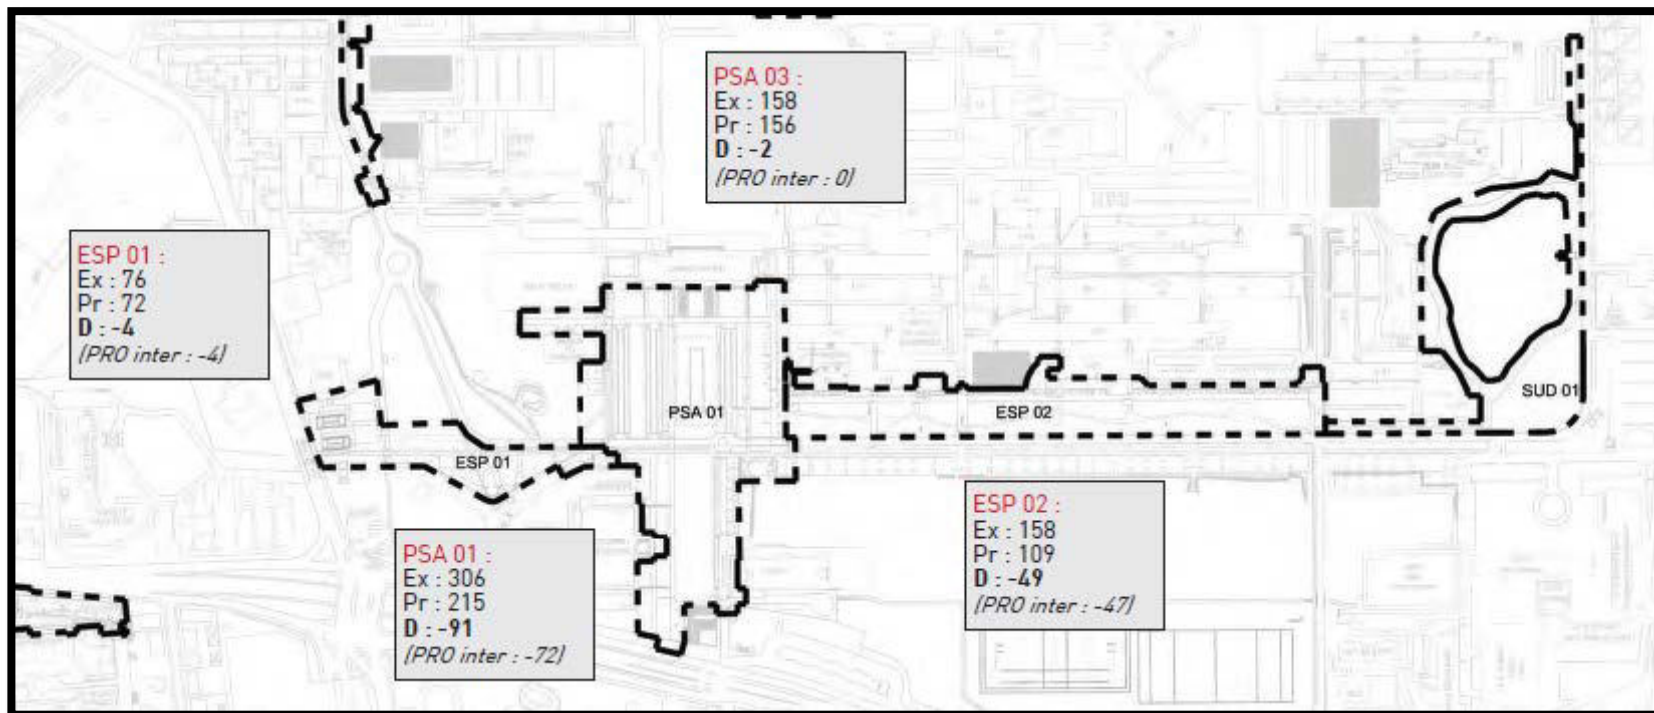 PSA 03 :
Ex : 158
Pr : 156
D : -2
(PRO inter : 0)
ESP 01 :
Ex : 76
Pr : 72
D : -4
(PRO inter : -4)
PSA 01
ESP 02
SUD 01
ESP 01
PSA 01 :
Ex : 306
Pr : 215
D : -91
(PRO inter : -72)
ESP 02 :
Ex : 158
Pr : 109
D : -49
(PRO inter : -47)